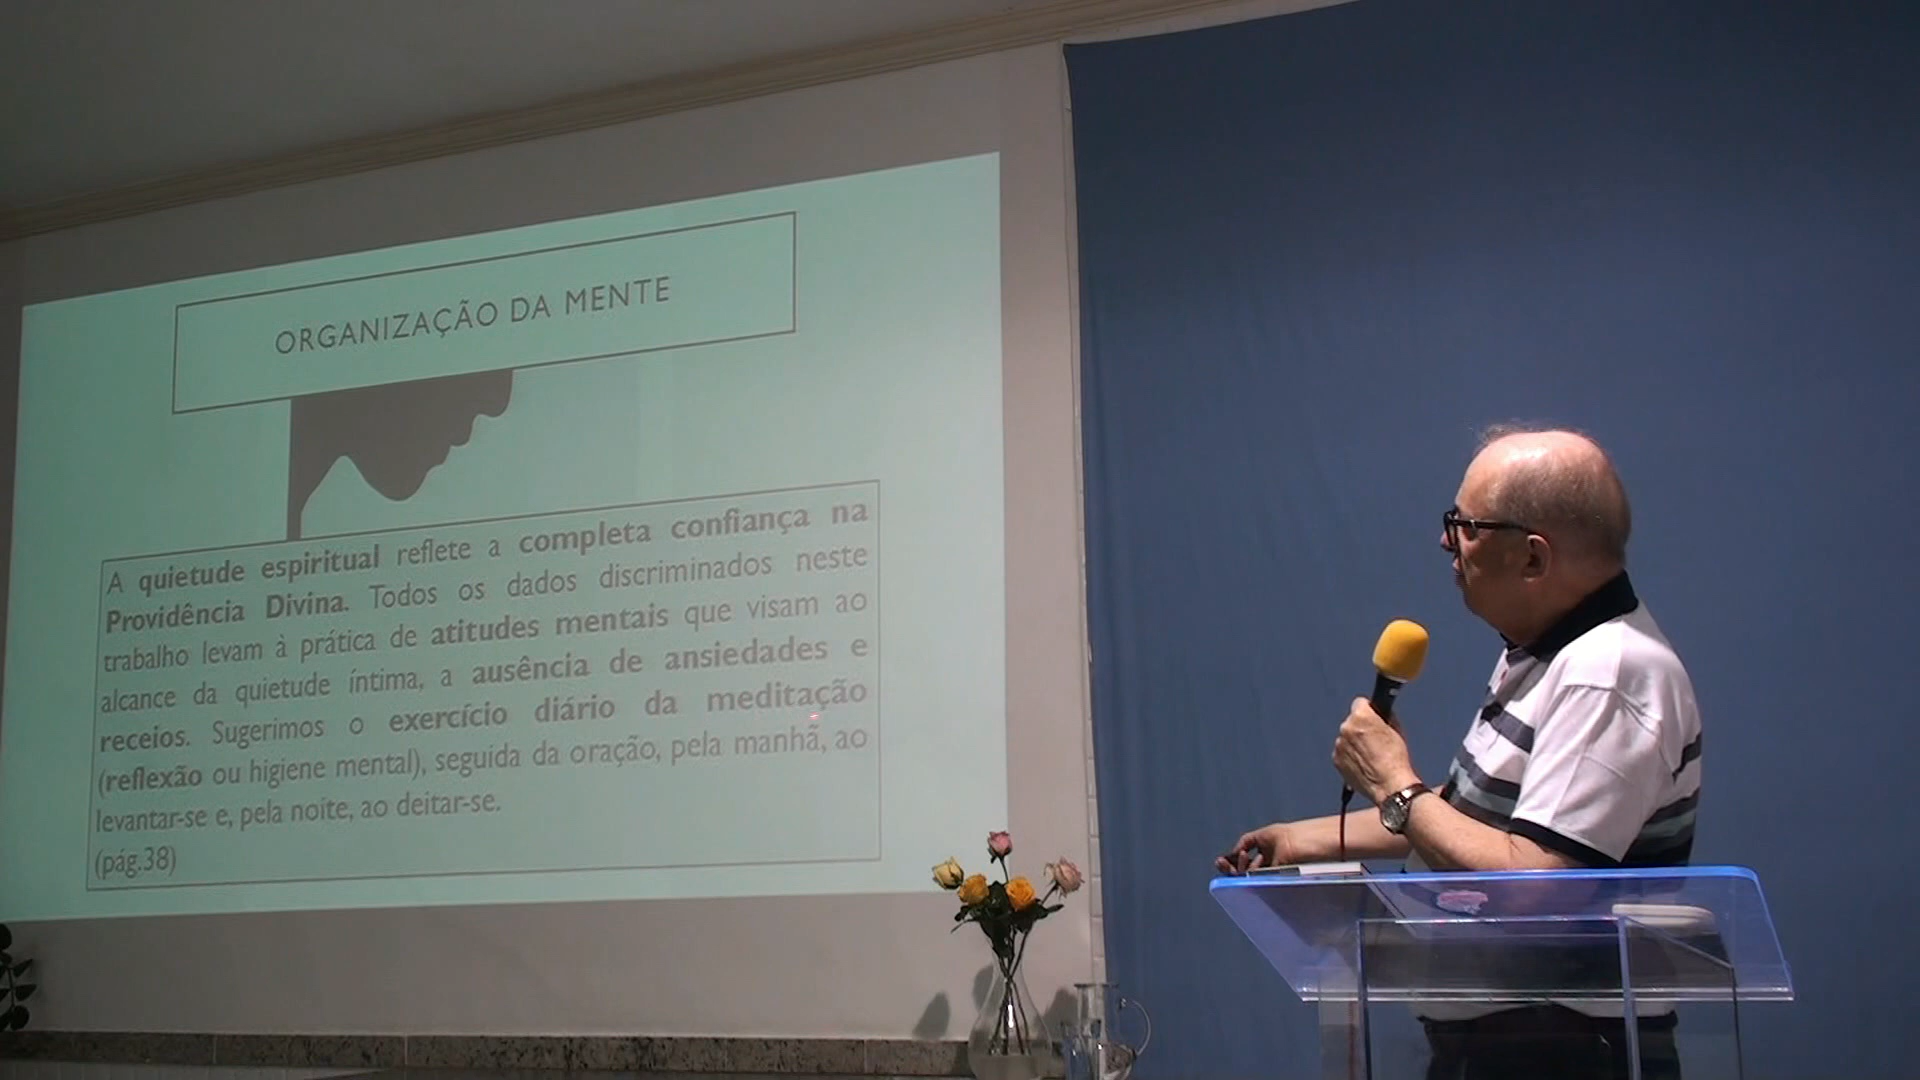 ORGANIZAÇÃO DA MENTE
A quietude espiritual reflete a completa confiança na
Providência Divina. Todos os dados discriminados neste
trabalho levam à prática de atitudes mentais que visam ao
alcance da quietude íntima, a ausência de ansiedades e
receios. Sugerimos o exercício diário da meditação
(reflexão ou higiene mental), seguida da oração, pela manhã, ao
levantar-se e, pela noite, ao deitar-se.
(pág.38)